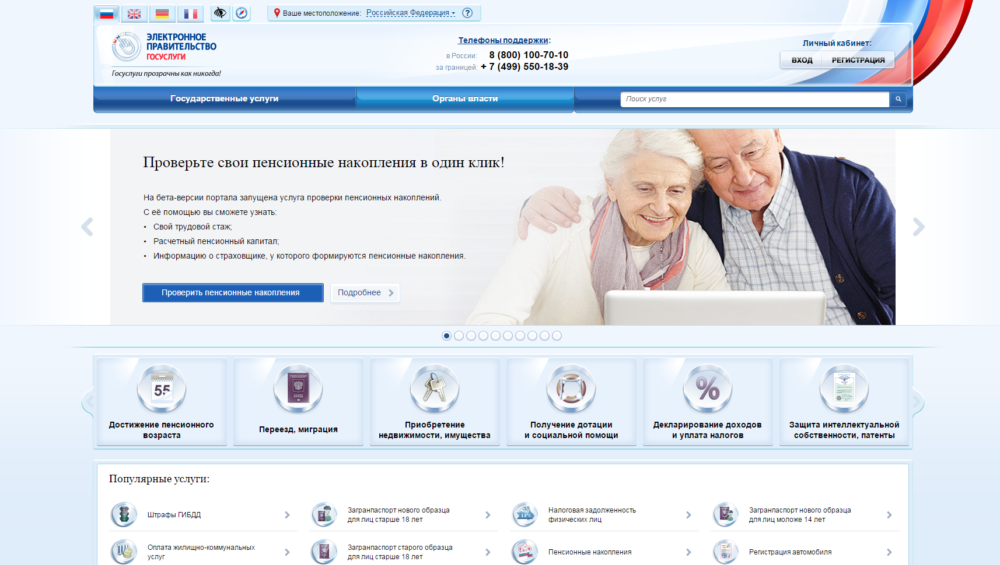 Ваше местоположение: Российская Федерация ?
ЭЛЕКТРОННОЕ
ПРАВИТЕЛЬСТВО
ГОСУСЛУГИ
Госуслуги прозрачны как никогда!
Телефоны поддержки:
в России: 8 (800) 100-70-10
за границей: + 7 (499) 550-18-39
Личный кабинет:
ВХОД РЕГИСТРАЦИЯ
Государственные услуги Органы власти Поиск услуг
Проверьте свои пенсионные накопления в один клик!
На бета-версии портала запущена услуга проверки пенсионных накоплений.
С её помощью вы сможете узнать:
• Свой трудовой стаж;
• Расчетный пенсионный капитал;
• Информацию о страховщике, у которого формируются пенсионные накопления.
Проверить пенсионные накопления Подробнее
55
%
Достижение пенсионного
возраста
Переезд, миграция
Приобретение
недвижимости, имущества
Получение дотации
и социальной помощи
Декларирование доходов
и уплата налогов
Защита интеллектуальной
собственности, патенты
Популярные услуги:
Штрафы ГИБДД
Загранпаспорт нового образца
для лиц старше 18 лет
13%
Налоговая задолженность
физических лиц
Загранпаспорт нового образца
для лиц моложе 14 лет
Оплата жилищно-коммунальных
услуг
Загранпаспорт старого образца
для лиц старше 18 лет
Пенсионные накопления
Регистрация автомобиля